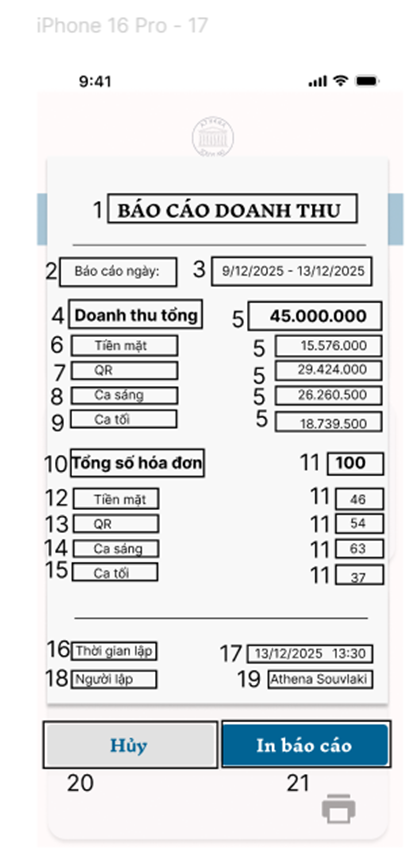 iPhone 16 Pro - 17
9:41
ATHENA
1 BÁO CÁO DOANH THU
2 Báo cáo ngày: 3 9/12/2025 - 13/12/2025
4 Doanh thu tổng 5 45.000.000
6 Tiền mặt 5 15.576.000
7 QR 5 29.424.000
8 Ca sáng 5 26.260.500
9 Ca tối 5 18.739.500
10 Tổng số hóa đơn 11 100
12 Tiền mặt 11 46
13 QR 11 54
14 Ca sáng 11 63
15 Ca tối 11 37
16 Thời gian lập 17 13/12/2025 13:30
18 Người lập 19 Athena Souvlaki
Hủy In báo cáo
20 21